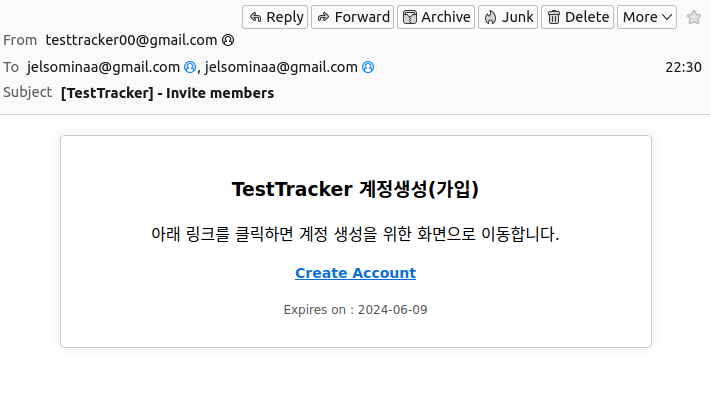 Reply Forward Archive Junk Delete More
From testtracker00@gmail.com
To jelsominaa@gmail.com , jelsominaa@gmail.com 22:30
Subject [TestTracker] - Invite members
TestTracker 계정생성(가입)
아래 링크를 클릭하면 계정 생성을 위한 화면으로 이동합니다.
Create Account
Expires on : 2024-06-09